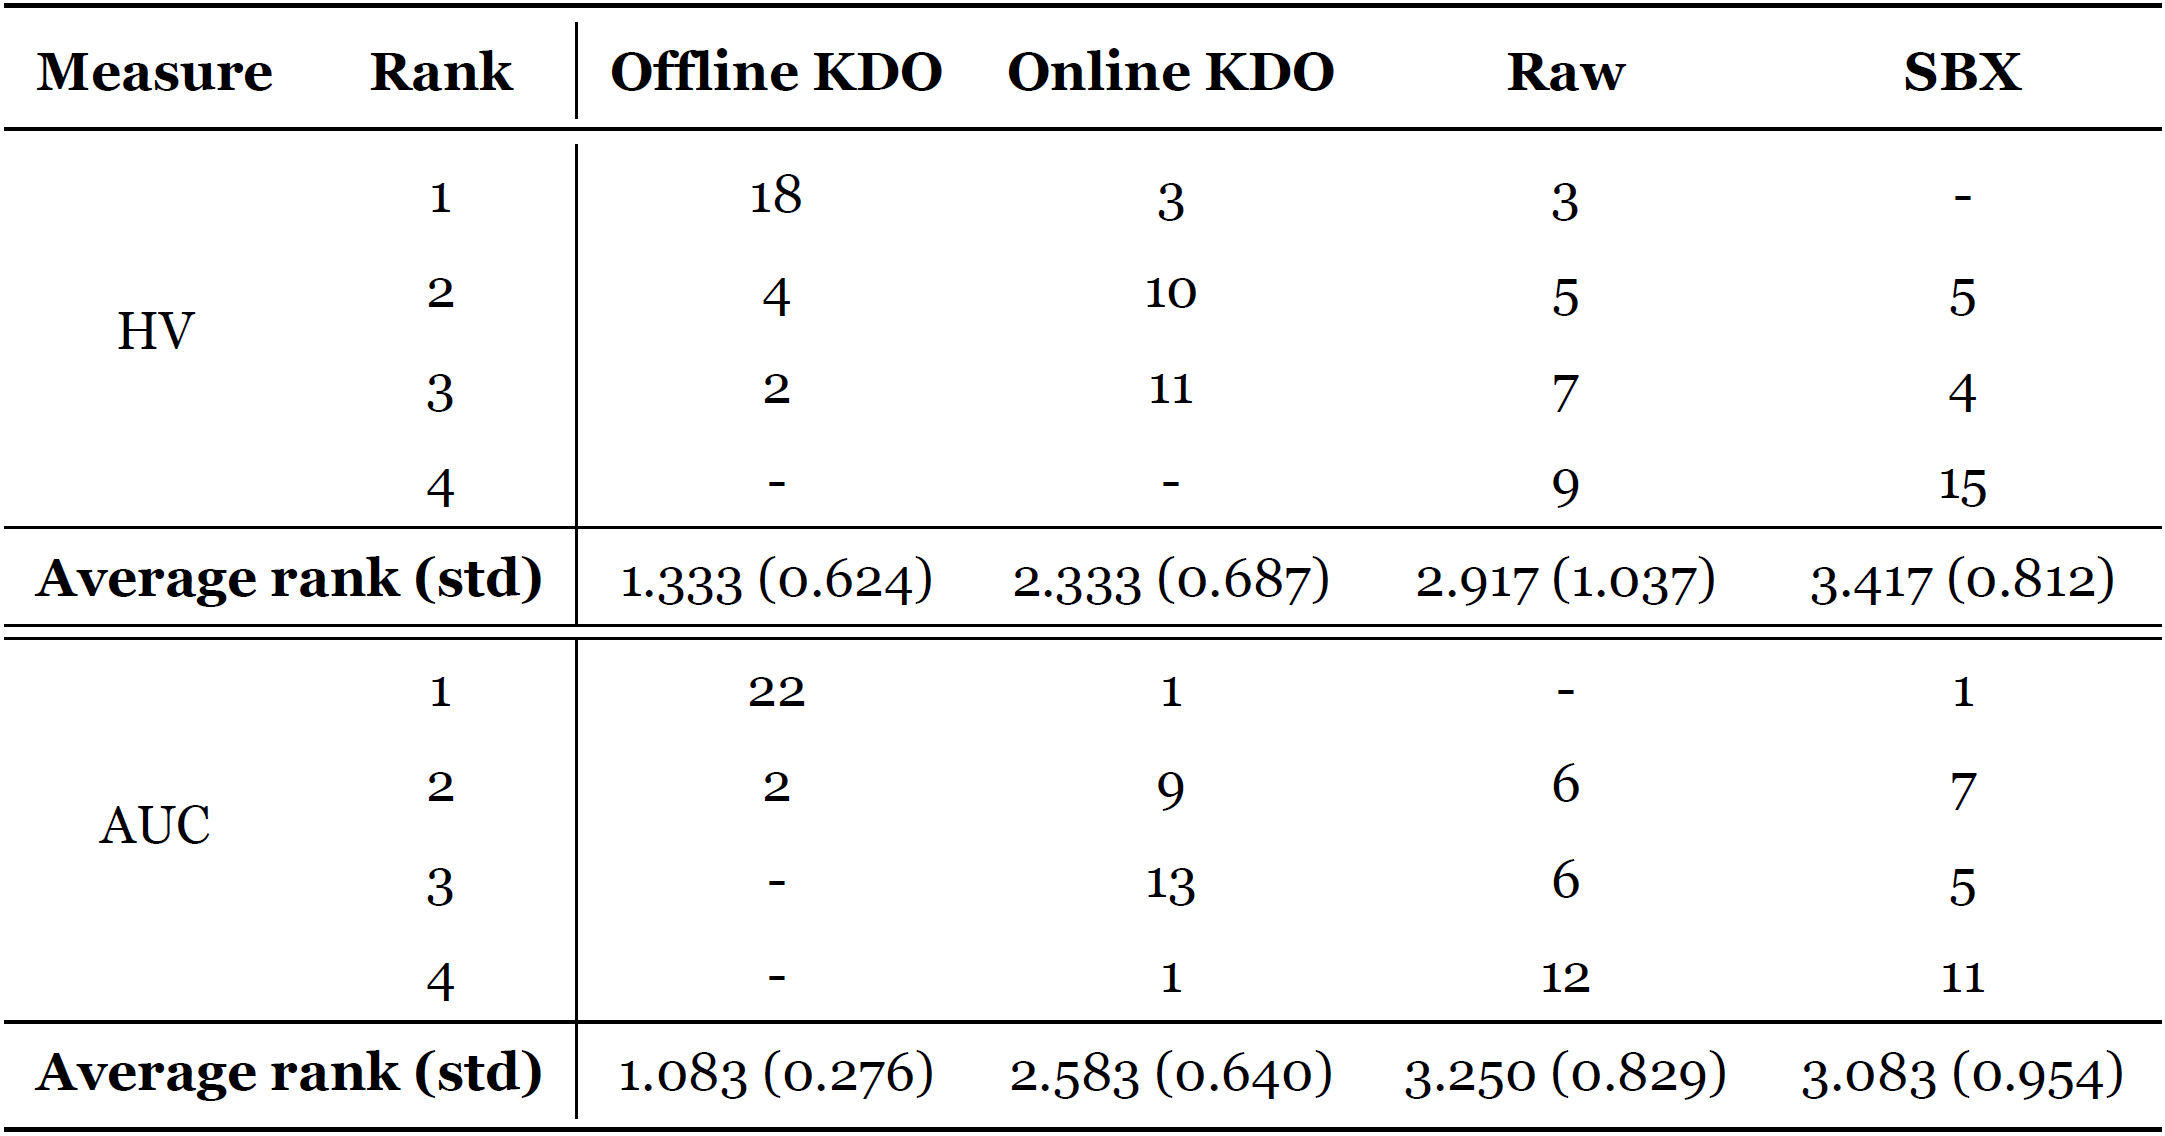 Measure Rank Offline KDO Online KDO Raw SBX
1 18 3 3 -
2 4 10 5 5
HV
3 2 11 7 4
4 - - 9 15
Average rank (std) 1.333 (0.624) 2.333 (0.687) 2.917 (1.037) 3.417 (0.812)
1 22 1 - 1
2 2 9 6 7
AUC
3 - 13 6 5
4 - 1 12 11
Average rank (std) 1.083 (0.276) 2.583 (0.640) 3.250 (0.829) 3.083 (0.954)